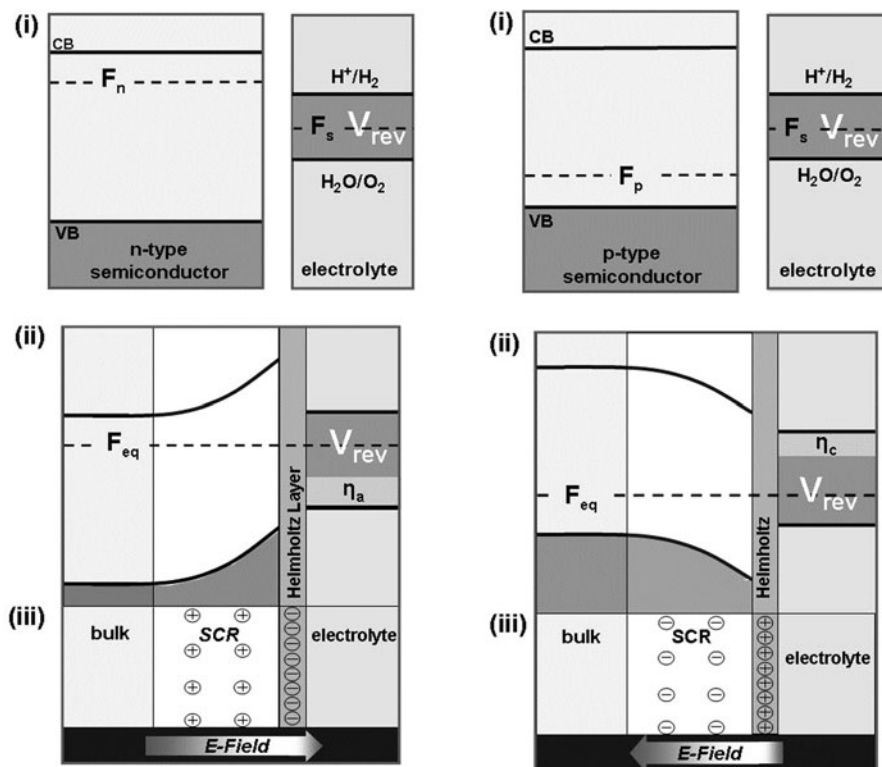 (i)
CB
Fn
VB
n-type
semiconductor
H+/H2
Fs Vrev
H2O/O2
electrolyte
(i)
CB
Fp
VB
p-type
semiconductor
H+/H2
Fs Vrev
H2O/O2
electrolyte
(ii)
Feq
Helmholtz Layer
Vrev
ηa
(iii)
bulk
SCR
electrolyte
E-Field
(ii)
Feq
Helmholtz
ηc
Vrev
(iii)
bulk
SCR
electrolyte
E-Field